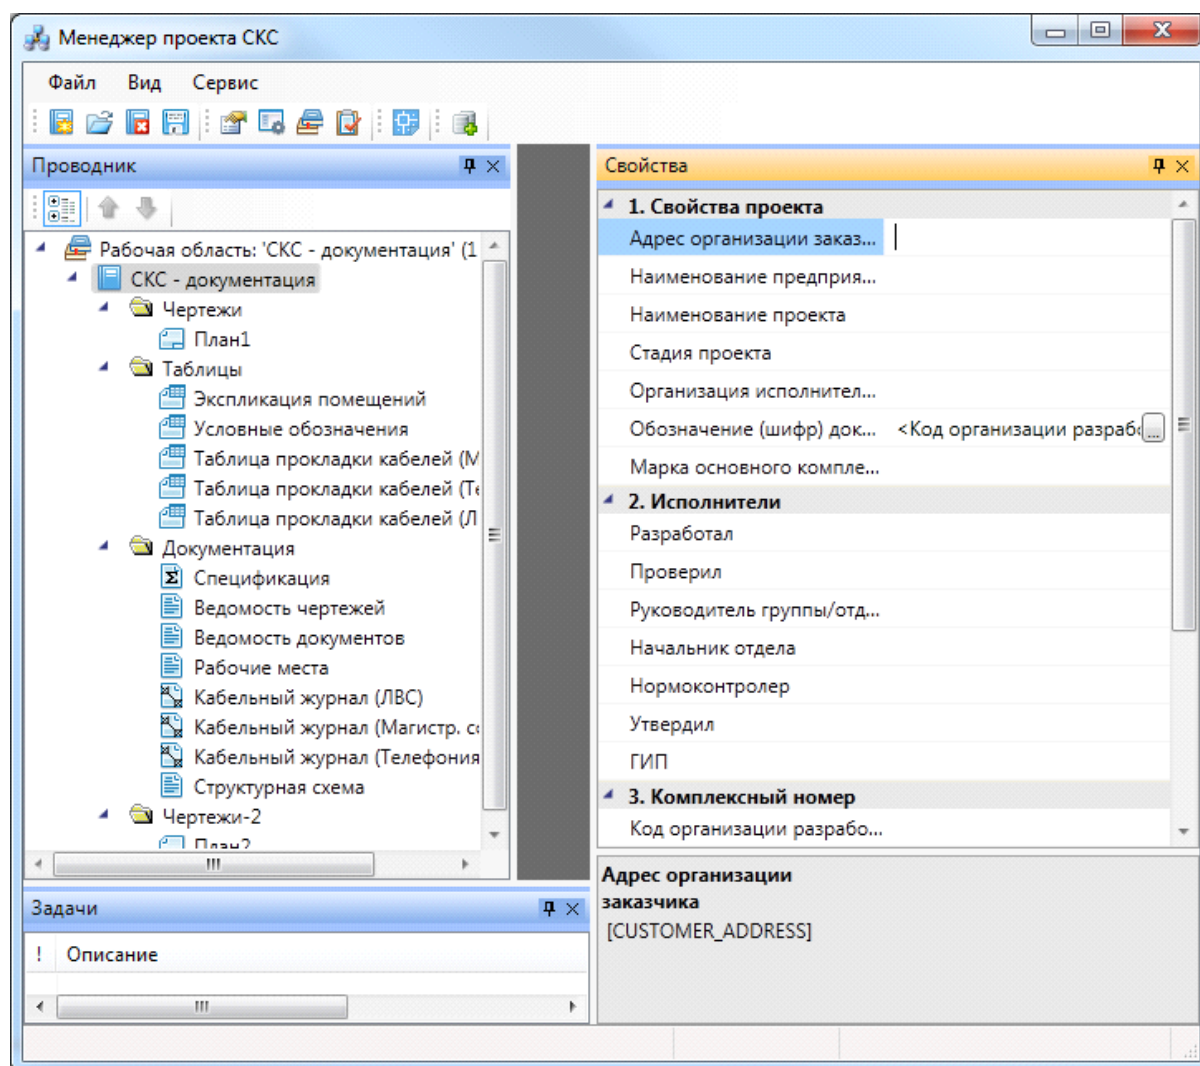 Менеджер проекта СКС
Файл Вид Сервис
Проводник
Рабочая область: 'СКС - документация' (1
СКС - документация
Чертежи
План1
Таблицы
Экспликация помещений
Условные обозначения
Таблица прокладки кабелей (М
Таблица прокладки кабелей (Те
Таблица прокладки кабелей (Л
Документация
Спецификация
Ведомость чертежей
Ведомость документов
Рабочие места
Кабельный журнал (ЛВС)
Кабельный журнал (Магистр. со
Кабельный журнал (Телефония
Структурная схема
Чертежи-2
План2
Задачи
! Описание
Свойства
1. Свойства проекта
Адрес организации заказ...
Наименование предприя...
Наименование проекта
Стадия проекта
Организация исполнител...
Обозначение (шифр) док... <Код организации разрабо ...
Марка основного компле...
2. Исполнители
Разработал
Проверил
Руководитель группы/отд...
Начальник отдела
Нормоконтролер
Утвердил
ГИП
3. Комплексный номер
Код организации разрабо...
Адрес организации
заказчика
[CUSTOMER_ADDRESS]